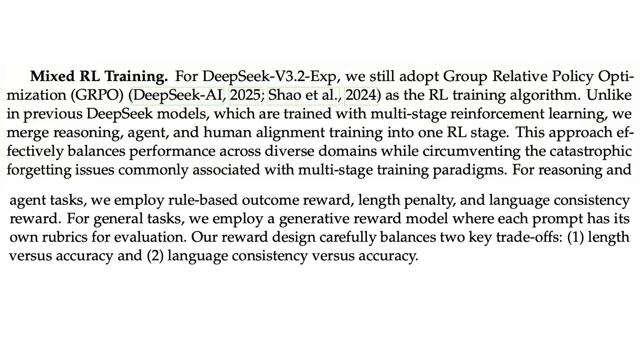 Mixed RL Training. For DeepSeek-V3.2-Exp, we still adopt Group Relative Policy Opti-
mization (GRPO) (DeepSeek-AI, 2025; Shao et al., 2024) as the RL training algorithm. Unlike
in previous DeepSeek models, which are trained with multi-stage reinforcement learning, we
merge reasoning, agent, and human alignment training into one RL stage. This approach ef-
fectively balances performance across diverse domains while circumventing the catastrophic
forgetting issues commonly associated with multi-stage training paradigms. For reasoning and
agent tasks, we employ rule-based outcome reward, length penalty, and language consistency
reward. For general tasks, we employ a generative reward model where each prompt has its
own rubrics for evaluation. Our reward design carefully balances two key trade-offs: (1) length
versus accuracy and (2) language consistency versus accuracy.